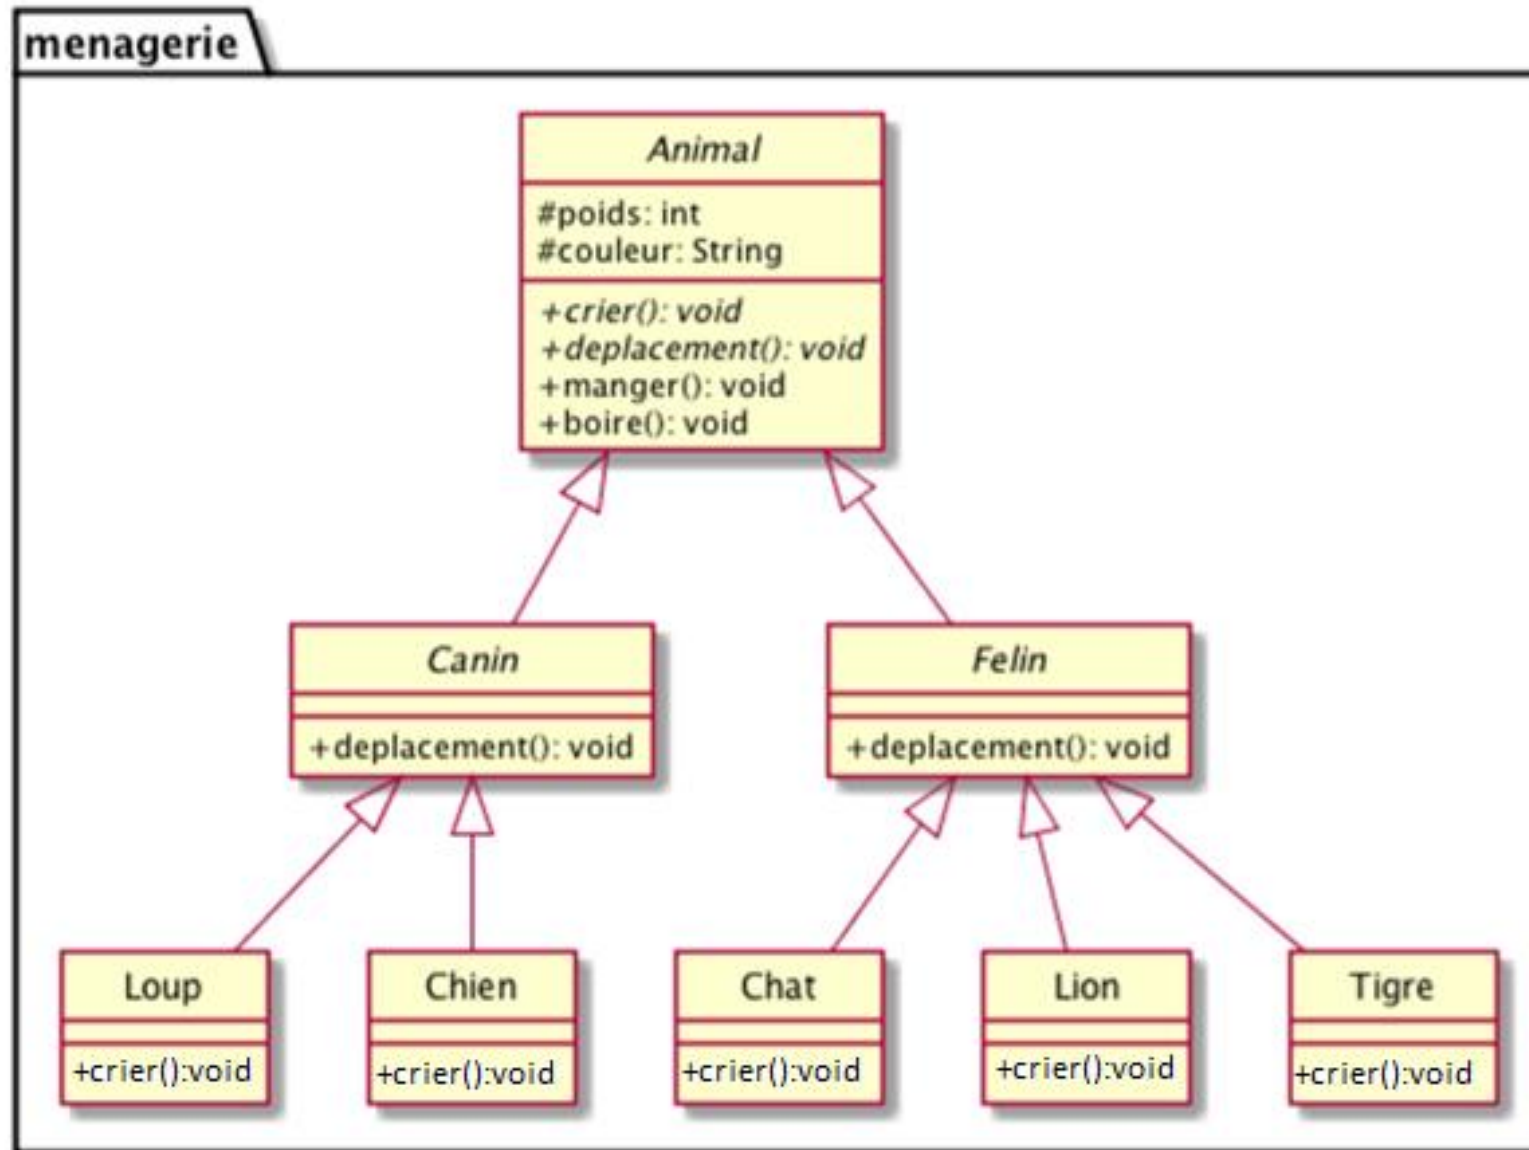 menagerie
Animal
#poids: int
#couleur: String
+crier(): void
+deplacement(): void
+manger(): void
+boire(): void
Canin
+deplacement(): void
Felin
+deplacement(): void
Loup
+crier():void
Chien
+crier():void
Chat
+crier():void
Lion
+crier():void
Tigre
+crier():void